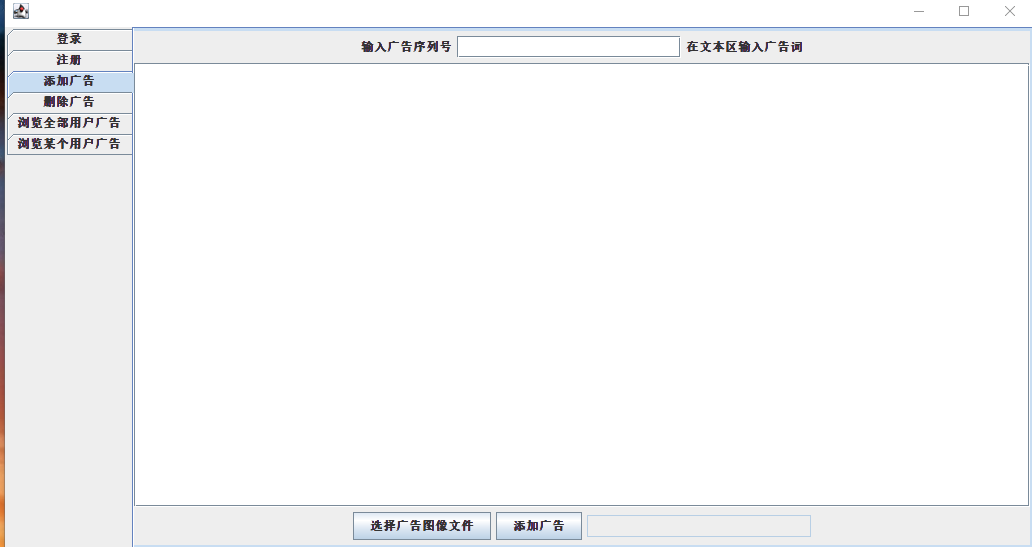 登录
注册
添加广告
删除广告
浏览全部用户广告
浏览某个用户广告
输入广告序列号 在文本区输入广告词
选择广告图像文件 添加广告